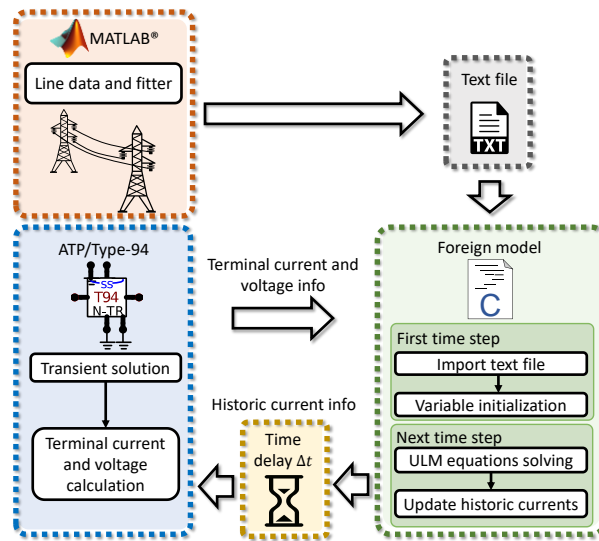 MATLAB®
Line data and fitter
Text file
TXT
ATP/Type-94
SS
T94
N-TR
Transient solution
Terminal current
and voltage
calculation
Terminal current and
voltage info
Foreign model
C
First time step
Import text file
Variable initialization
Next time step
ULM equations solving
Update historic currents
Historic current info
Time
delay Δt